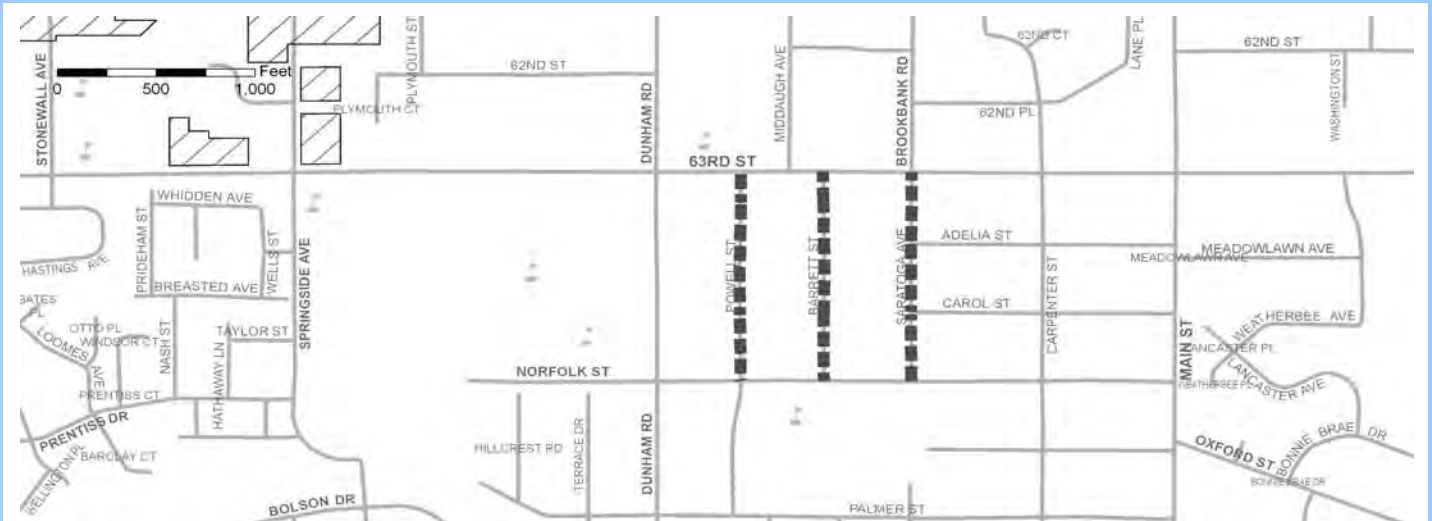 62ND CT
LANE PL
62ND ST
62ND ST
STONEWALL AVE
Feet
0 500 1,000
PLYMOUTH ST
PLYMOUTH CT
DUNHAM RD
MIDDAUGH AVE
BROOKBANK RD
62ND PL
WASHINGTON ST
63RD ST
WHIDDEN AVE
PRIDEHAM ST
WELLS ST
SPRINGSIDE AVE
POWELL ST
BARRETT ST
SARATOGA AVE
ADELIA ST
CARPENTER ST
MEADOWLAWN AVE
MEADOWLAWN AVE
HASTINGS AVE
BREASTED AVE
CAROL ST
BATES
PL
OTTO PL
WINDSOR CT
LOOMES AVE
NASH ST
TAYLOR ST
HATHAWAY LN
MAIN ST
WEATHERBEE AVE
LANCASTER PL
WEATHERBEE PL
LANCASTER AVE
NORFOLK ST
PRENTISS CT
PRENTISS DR
BARCLAY CT
WELLINGTON PL
BOLSON DR
HILLCREST RD
TERRACE DR
DUNHAM RD
PALMER ST
OXFORD ST
BONNIE BRAE DR
BONNIE BRAE DR